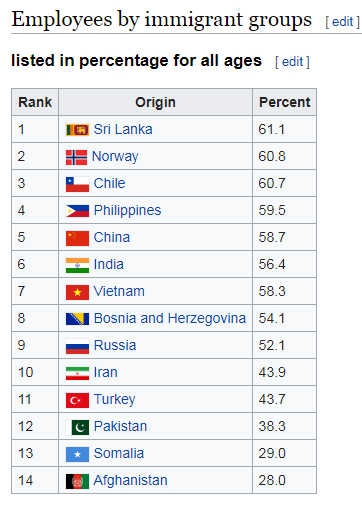 Employees by immigrant groups [ edit ]
listed in percentage for all ages [ edit ]
Rank Origin Percent
1 Sri Lanka 61.1
2 Norway 60.8
3 Chile 60.7
4 Philippines 59.5
5 China 58.7
6 India 56.4
7 Vietnam 58.3
8 Bosnia and Herzegovina 54.1
9 Russia 52.1
10 Iran 43.9
11 Turkey 43.7
12 Pakistan 38.3
13 Somalia 29.0
14 Afghanistan 28.0